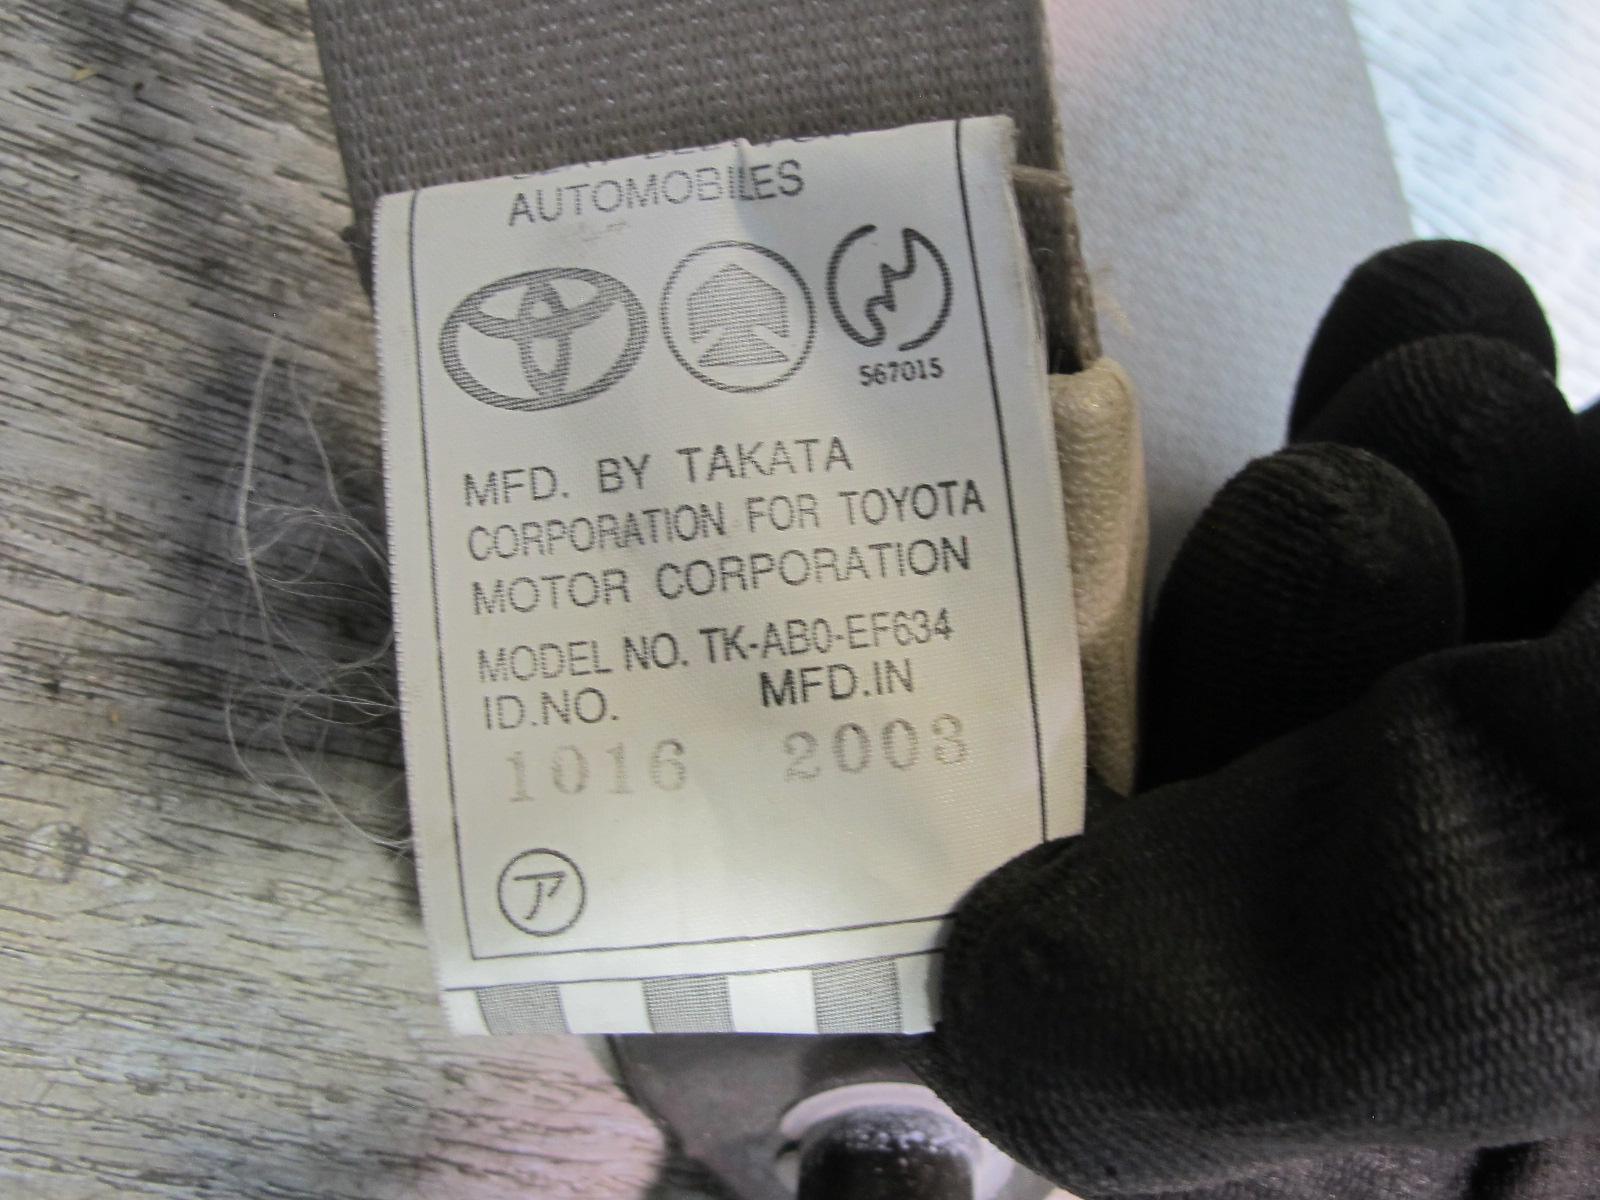 AUTOMOBILES
567015
MFD. BY TAKATA
CORPORATION FOR TOYOTA
MOTOR CORPORATION
MODEL NO. TK-AB0-EF634
ID.NO. MFD.IN
1016 2003
ア